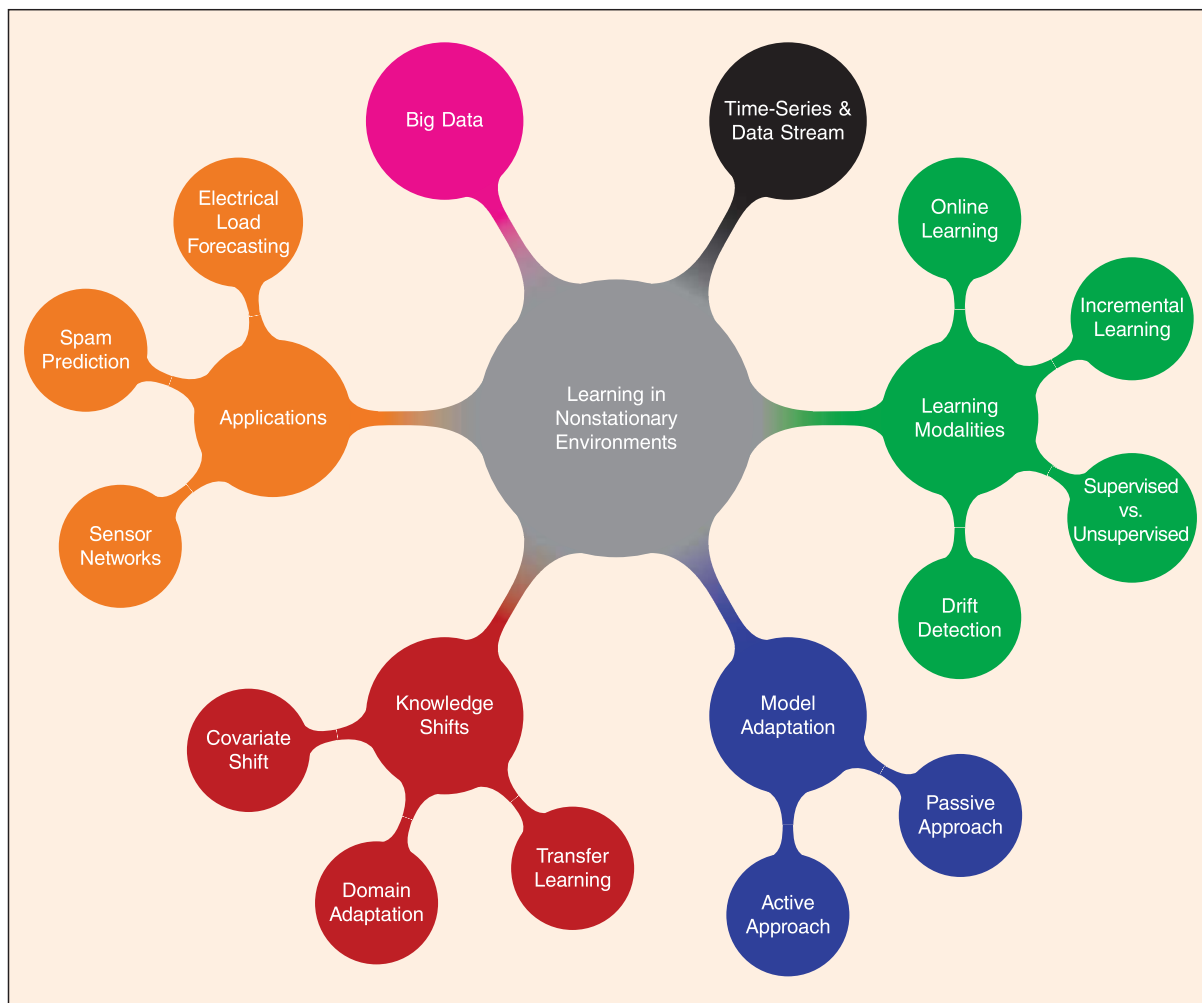 Big Data
Time-Series &
Data Stream
Electrical
Load
Forecasting
Online
Learning
Spam
Prediction
Incremental
Learning
Applications
Learning in
Nonstationary
Environments
Learning
Modalities
Sensor
Networks
Supervised
vs.
Unsupervised
Drift
Detection
Knowledge
Shifts
Model
Adaptation
Covariate
Shift
Passive
Approach
Domain
Adaptation
Transfer
Learning
Active
Approach